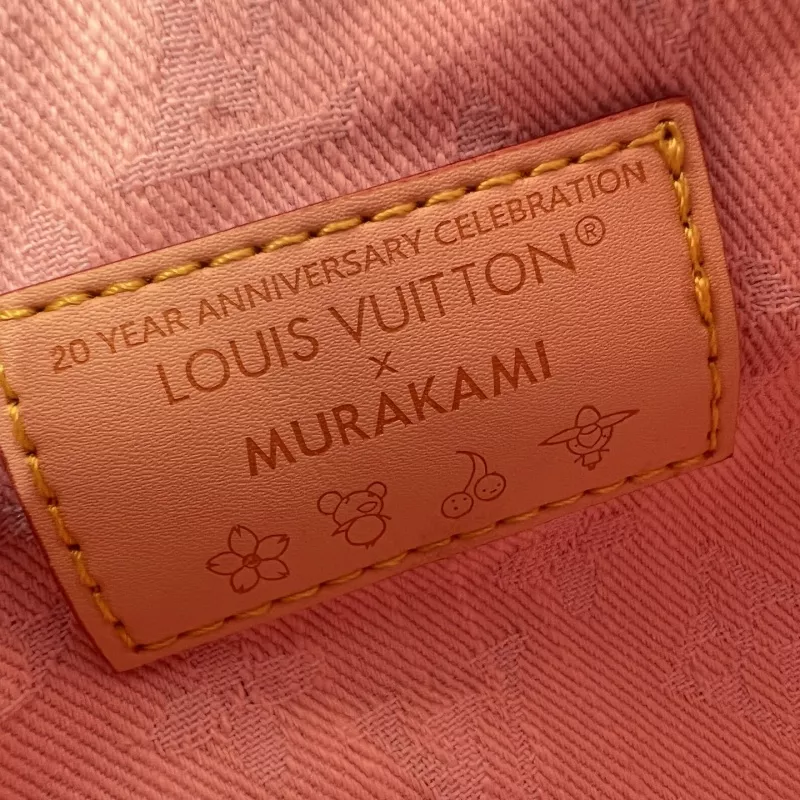 20 YEAR ANNIVERSARY CELEBRATION
LOUIS VUITTON®
×
MURAKAMI